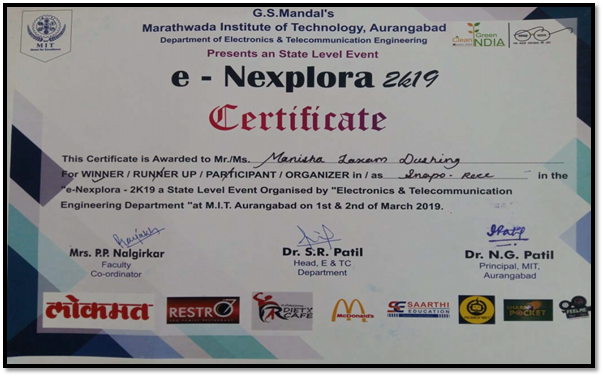 G.S.Mandal's
Marathwada Institute of Technology, Aurangabad
Department of Electronics & Telecommunication Engineering
Presents an State Level Event
MIT
Clean Green
INDIA
e - Nexplora 2k19
Certificate
This Certificate is Awarded to Mr./Ms. Manisha Laxam Dushing
For WINNER / RUNNER UP / PARTICIPANT / ORGANIZER in / as in the
"e-Nexplora - 2K19 a State Level Event Organised by "Electronics & Telecommunication
Engineering Department "at M.I.T. Aurangabad on 1st & 2nd of March 2019.
Mrs. P.P. Nalgirkar
Faculty
Co-ordinator
Dr. S.R. Patil
Head, E & TC
Department
Dr. N.G. Patil
Principal, MIT,
Aurangabad
लोकमत
RESTRO
DIETY
CAFE
McDonald's
SAARTHI
EDUCATION
POCKET